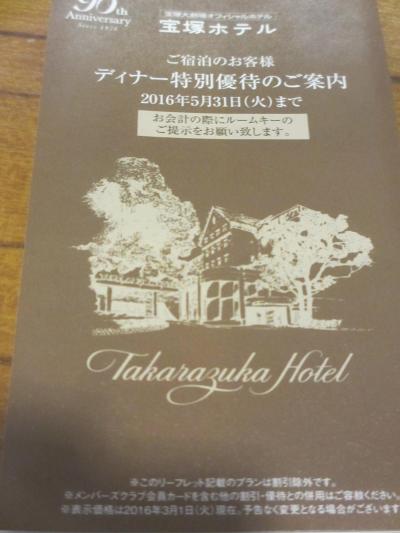 90th
Anniversary
Since 1926
宝塚大劇場オフィシャルホテル
宝塚ホテル
ご宿泊のお客様
ディナー特別優待のご案内
2016年5月31日(火)まで
お会計の際にルームキーの
ご提示をお願い致します。
Takarazuka Hotel
※このリーフレット記載のプランは割引除外です。
※メンバーズクラブ会員カードを含む他の割引・優待との併用はご容赦ください。
※表示価格は2016年3月1日(火)現在。予告なく変更となる場合がございます